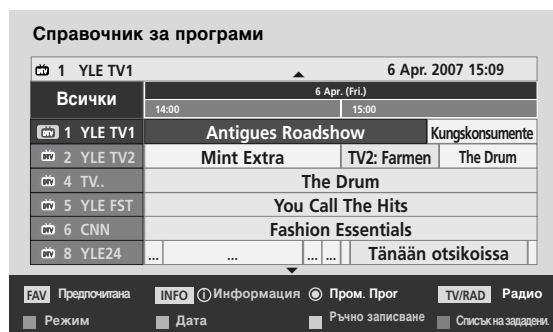 Справочник за програми
1 YLE TV1 6 Apr. 2007 15:09
Всички 6 Apr. (Fri.)
14:00 15:00
1 YLE TV1 Antigues Roadshow Kungskonsumente
2 YLE TV2 Mint Extra TV2: Farmen The Drum
4 TV.. The Drum
5 YLE FST You Call The Hits
6 CNN Fashion Essentials
8 YLE24 ... ... ... ... Tänään otsikoissa
FAV Предпочитана INFO Информация Пром. Прог TV/RAD Радио
Режим Дата Ръчно записване Списък на зададени.